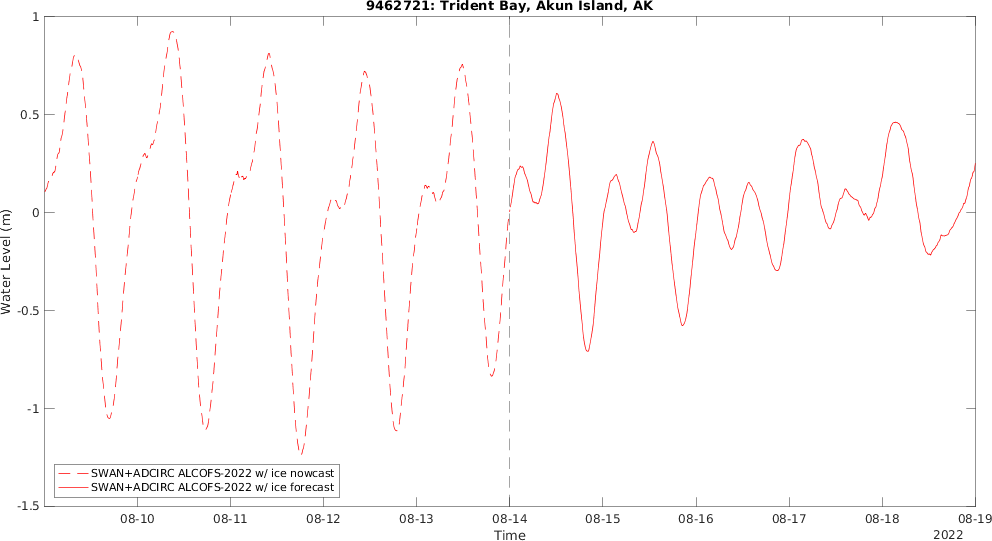 9462721: Trident Bay, Akun Island, AK
Water Level (m)
1
0.5
0
-0.5
-1
-1.5
SWAN+ADCIRC ALCOFS-2022 w/ ice nowcast
SWAN+ADCIRC ALCOFS-2022 w/ ice forecast
08-10 08-11 08-12 08-13 08-14 08-15 08-16 08-17 08-18 08-19
Time
2022